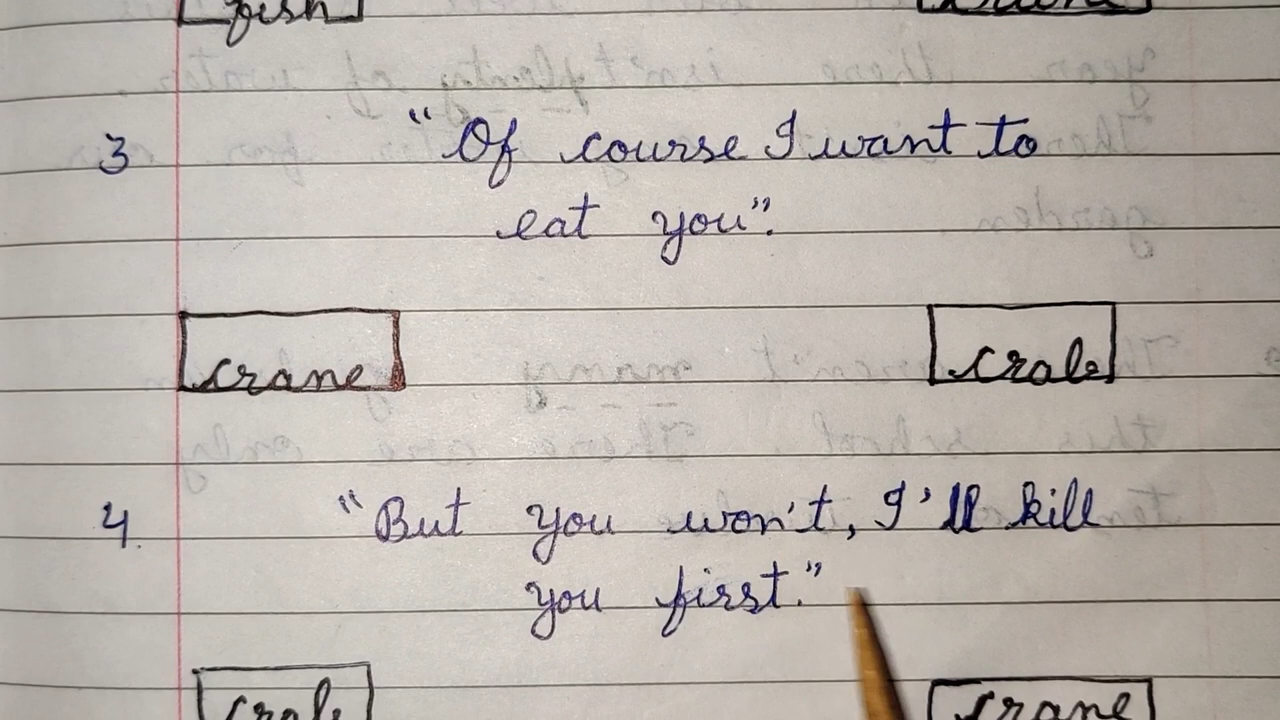 fish
3 "Of course I want to
eat you".
crane crab
4. "But you won't, I'll kill
you first."
crab crane